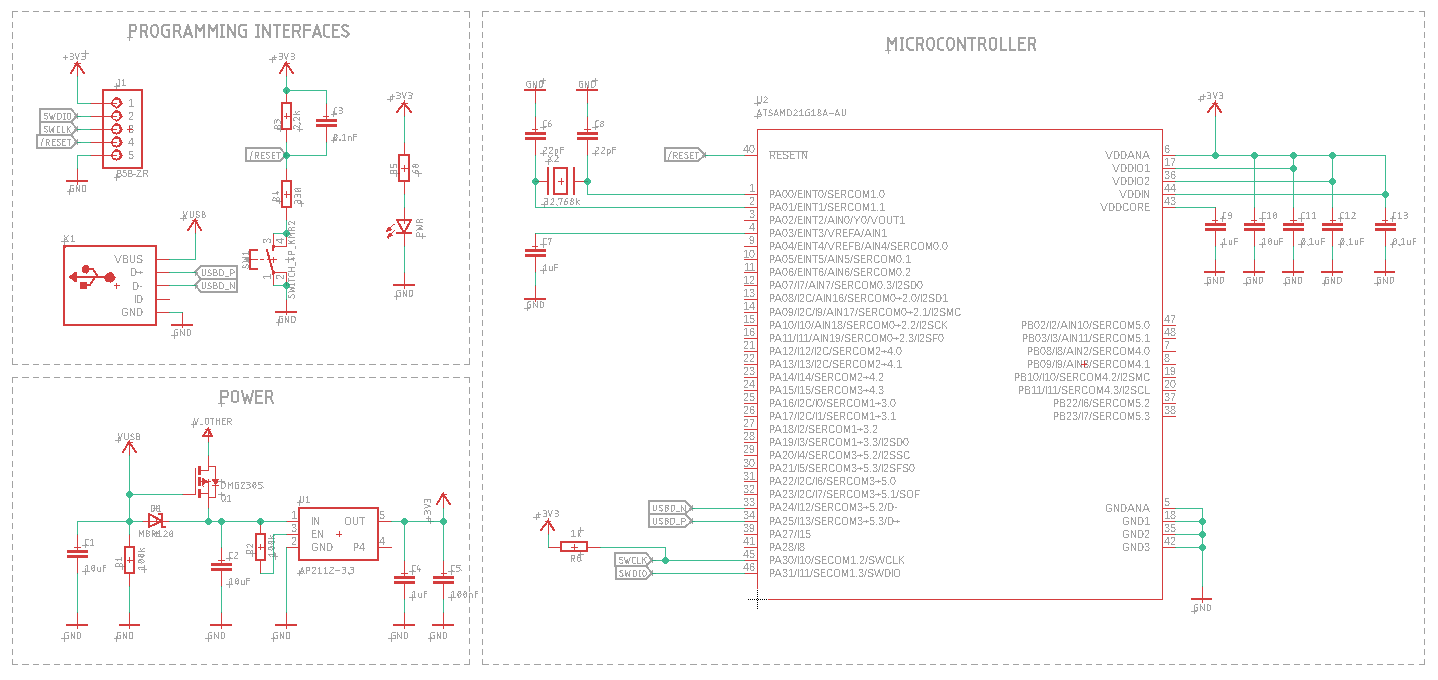 PROGRAMMING INTERFACES
+3V3
J1
1
SWDIO 2
SWCLK 3
/RESET 4
5
BSB-ZR
GND
+3V3
R3
2.2k
C3
0.1nF
/RESET
R4
330
SW1
3 4
1 2
SWITCH_4P_KMR2
GND
+3V3
R5
68
PWR
GND
VUSB
X1
VBUS
D+ USBD_P
D- USBD_N
ID
GND
GND
POWER
VUSB
V_OTHER
DMG2305
Q1
MBR120
C1
10uF
R1
100k
C2
10uF
R2
100k
U1
1 IN OUT 5
3 EN
2 GND P4 4
AP2112-3.3
+3V3
C4
1uF
C5
100nF
GND GND GND GND GND GND
MICROCONTROLLER
GND GND
C6
22pF
C8
22pF
X2
32.768k
C7
1uF
GND
U2
ATSAMD21G18A-AU
/RESET 40 RESETN
1 PA00/EINT0/SERCOM1.0
2 PA01/EINT1/SERCOM1.1
3 PA02/EINT2/AIN0/Y0/VOUT1
4 PA03/EINT3/VREFA/AIN1
9 PA04/EINT4/VREFB/AIN4/SERCOM0.0
10 PA05/EINT5/AIN5/SERCOM0.1
11 PA06/EINT6/AIN6/SERCOM0.2
12 PA07/I7/AIN7/SERCOM0.3/I2SD0
13 PA08/I2C/AIN16/SERCOM0+2.0/I2SD1
14 PA09/I2C/I9/AIN17/SERCOM0+2.1/I2SMC
15 PA10/I10/AIN18/SERCOM0+2.2/I2SCK
16 PA11/I11/AIN19/SERCOM0+2.3/I2SF0
21 PA12/I12/I2C/SERCOM2+4.0
22 PA13/I13/I2C/SERCOM2+4.1
23 PA14/I14/SERCOM2+4.2
24 PA15/I15/SERCOM3+4.3
25 PA16/I2C/I0/SERCOM1+3.0
26 PA17/I2C/I1/SERCOM1+3.1
27 PA18/I2/SERCOM1+3.2
28 PA19/I3/SERCOM1+3.3/I2SD0
29 PA20/I4/SERCOM3+5.2/I2SSC
30 PA21/I5/SERCOM3+5.3/I2SFS0
31 PA22/I2C/I6/SERCOM3+5.0
32 PA23/I2C/I7/SERCOM3+5.1/SOF
USBD_N 33 PA24/I12/SERCOM3+5.2/D-
USBD_P 34 PA25/I13/SERCOM3+5.3/D+
39 PA27/I15
41 PA28/I8
45 PA30/I10/SECOM1.2/SWCLK
46 PA31/I11/SECOM1.3/SWDIO
+3V3
1k
R6
SWCLK
SWDIO
VDDANA 6
VDDIO1 17
VDDIO2 36
VDDIN 44
VDDCORE 43
+3V3
C9
1uF
C10
10uF
C11
0.1uF
C12
0.1uF
C13
0.1uF
GND GND GND GND GND
PB02/I2/AIN10/SERCOM5.0 47
PB03/I3/AIN11/SERCOM5.1 48
PB08/I8/AIN2/SERCOM4.0 7
PB09/I9/AIN3/SERCOM4.1 8
PB10/I10/SERCOM4.2/I2SMC 19
PB11/I11/SERCOM4.3/I2SCL 20
PB22/I6/SERCOM5.2 37
PB23/I7/SERCOM5.3 38
GNDANA 5
GND1 18
GND2 35
GND3 42
GND